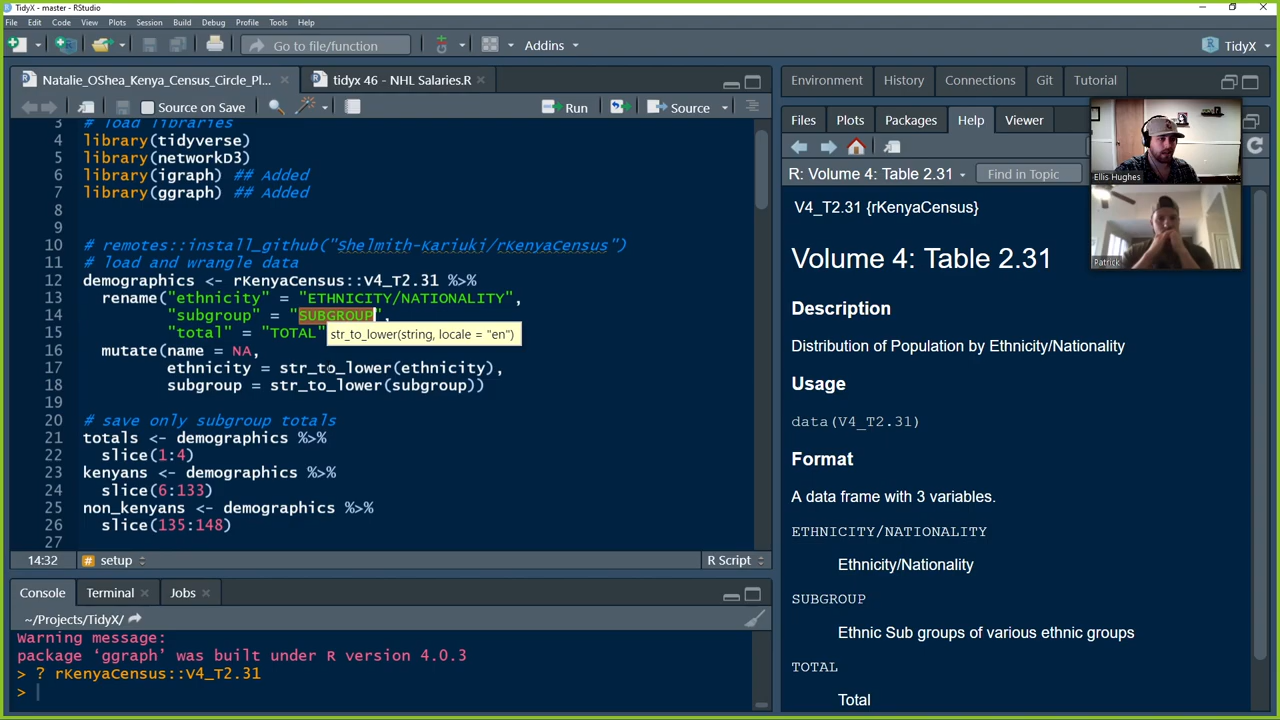 TidyX - master - RStudio
File Edit Code View Plots Session Build Debug Profile Tools Help
Go to file/function
Addins
TidyX
Natalie_OShea_Kenya_Census_Circle_Pl...
tidyx 46 - NHL Salaries.R
Source on Save
Run
Source
3 # load libraries
4 library(tidyverse)
5 library(networkD3)
6 library(igraph) ## Added
7 library(ggraph) ## Added
8
9
10 # remotes::install_github("Shelmith-Kariuki/rKenyaCensus")
11 # load and wrangle data
12 demographics <- rKenyaCensus::V4_T2.31 %>%
13 rename("ethnicity" = "ETHNICITY/NATIONALITY",
14 "subgroup" = "SUBGROUP",
15 "total" = "TOTAL"
str_to_lower(string, locale = "en")
16 mutate(name = NA,
17 ethnicity = str_to_lower(ethnicity),
18 subgroup = str_to_lower(subgroup))
19
20 # save only subgroup totals
21 totals <- demographics %>%
22 slice(1:4)
23 kenyans <- demographics %>%
24 slice(6:133)
25 non_kenyans <- demographics %>%
26 slice(135:148)
27
14:32
# setup
R Script
Console
Terminal
Jobs
~/Projects/TidyX/
Warning message:
package ‘ggraph’ was built under R version 4.0.3
> ? rKenyaCensus::V4_T2.31
>
Environment
History
Connections
Git
Tutorial
Files
Plots
Packages
Help
Viewer
R: Volume 4: Table 2.31
Find in Topic
Ellis Hughes
Patrick
V4_T2.31 {rKenyaCensus}
Volume 4: Table 2.31
Description
Distribution of Population by Ethnicity/Nationality
Usage
data(V4_T2.31)
Format
A data frame with 3 variables.
ETHNICITY/NATIONALITY
Ethnicity/Nationality
SUBGROUP
Ethnic Sub groups of various ethnic groups
TOTAL
Total